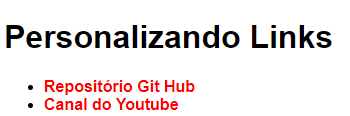 Personalizando Links
Repositório Git Hub
Canal do Youtube